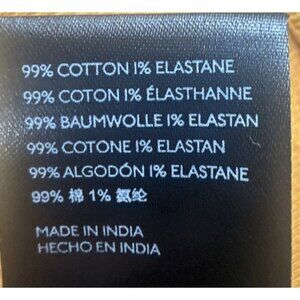 99% COTTON 1% ELASTANE
99% COTON 1% ÉLASTHANNE
99% BAUMWOLLE 1% ELASTAN
99% COTONE 1% ELASTAN
99% ALGODÓN 1% ELASTANE
99% 棉 1% 氨纶
MADE IN INDIA
HECHO EN INDIA